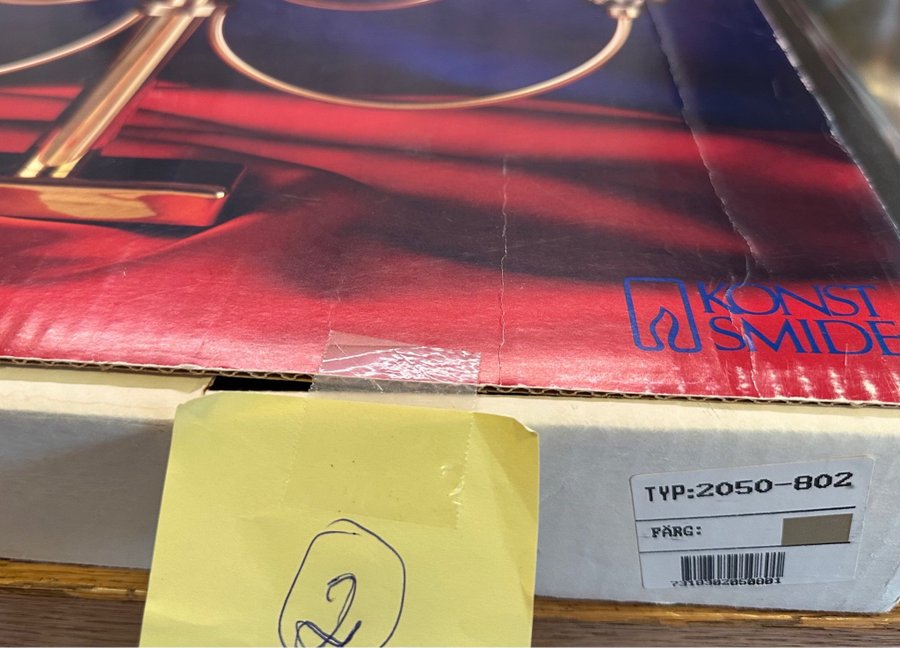 KONST
SMIDE
TYP:2050-802
FÄRG:
2